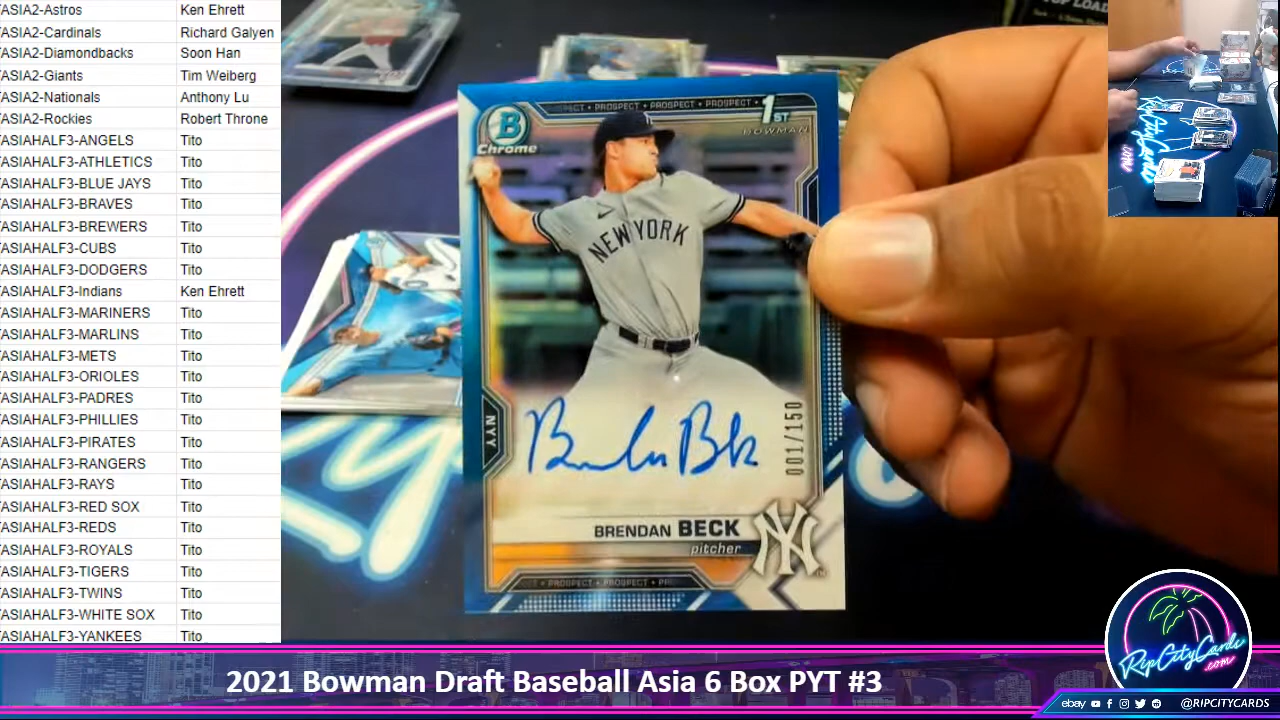 ASIA2-Astros Ken Ehrett
ASIA2-Cardinals Richard Galyen
ASIA2-Diamondbacks Soon Han
ASIA2-Giants Tim Weiberg
ASIA2-Nationals Anthony Lu
ASIA2-Rockies Robert Throne
ASIAHALF3-ANGELS Tito
ASIAHALF3-ATHLETICS Tito
ASIAHALF3-BLUE JAYS Tito
ASIAHALF3-BRAVES Tito
ASIAHALF3-BREWERS Tito
ASIAHALF3-CUBS Tito
ASIAHALF3-DODGERS Tito
ASIAHALF3-Indians Ken Ehrett
ASIAHALF3-MARINERS Tito
ASIAHALF3-MARLINS Tito
ASIAHALF3-METS Tito
ASIAHALF3-ORIOLES Tito
ASIAHALF3-PADRES Tito
ASIAHALF3-PHILLIES Tito
ASIAHALF3-PIRATES Tito
ASIAHALF3-RANGERS Tito
ASIAHALF3-RAYS Tito
ASIAHALF3-RED SOX Tito
ASIAHALF3-REDS Tito
ASIAHALF3-ROYALS Tito
ASIAHALF3-TIGERS Tito
ASIAHALF3-TWINS Tito
ASIAHALF3-WHITE SOX Tito
ASIAHALF3-YANKEES Tito
TOP LOAD
PROSPECT • PROSPECT • PROSPECT •
1ST
BOWMAN
B
Chrome
NEW YORK
NYY
001/150
BRENDAN BECK
pitcher
NY
PROSPECT • PROSPECT •
RipCityCards
.com
2021 Bowman Draft Baseball Asia 6 Box PYT #3
ebay @RIPCITYCARDS